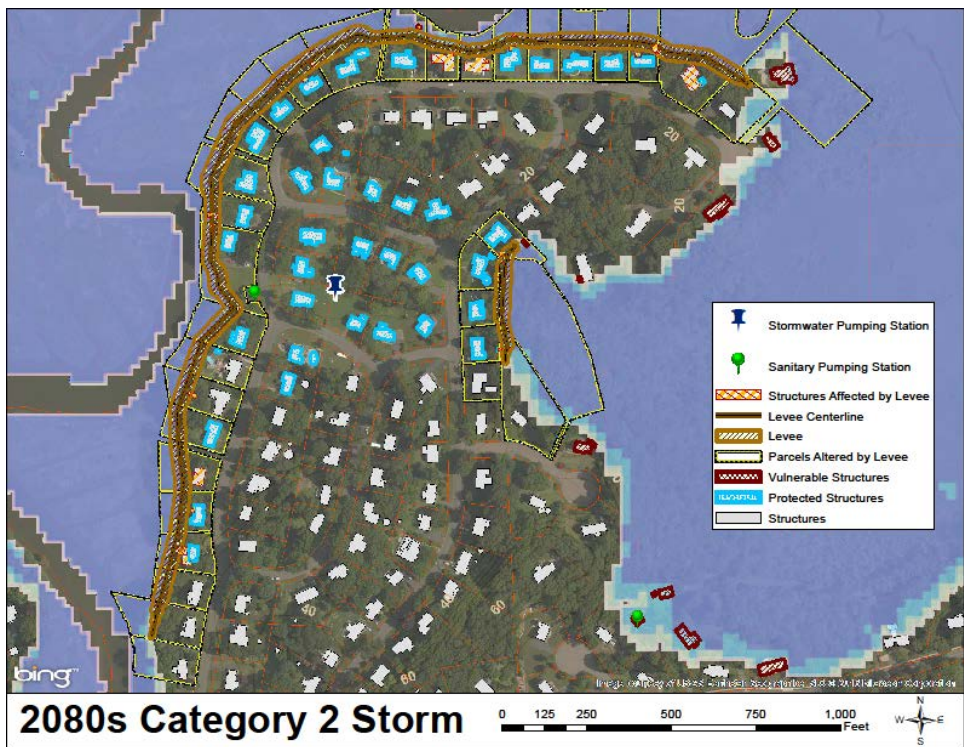 20
20
20
Stormwater Pumping Station
Sanitary Pumping Station
Structures Affected by Levee
Levee Centerline
Levee
Parcels Altered by Levee
Vulnerable Structures
Protected Structures
Structures
40
40
60
60
bing
2080s Category 2 Storm
0 125 250 500 750 1,000
Feet
N
W E
S